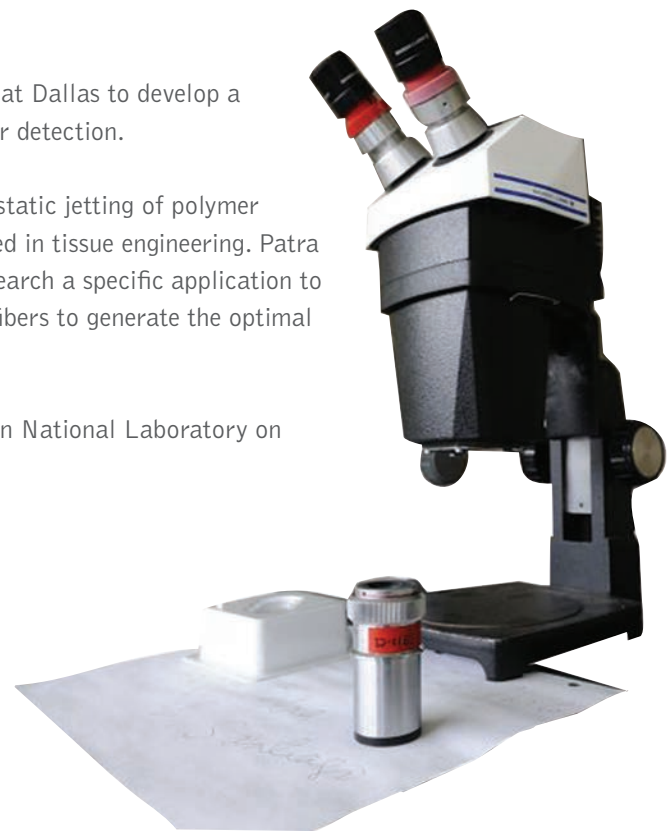 at Dallas to develop a
r detection.
static jetting of polymer
ed in tissue engineering. Patra
earch a specific application to
ibers to generate the optimal
n National Laboratory on